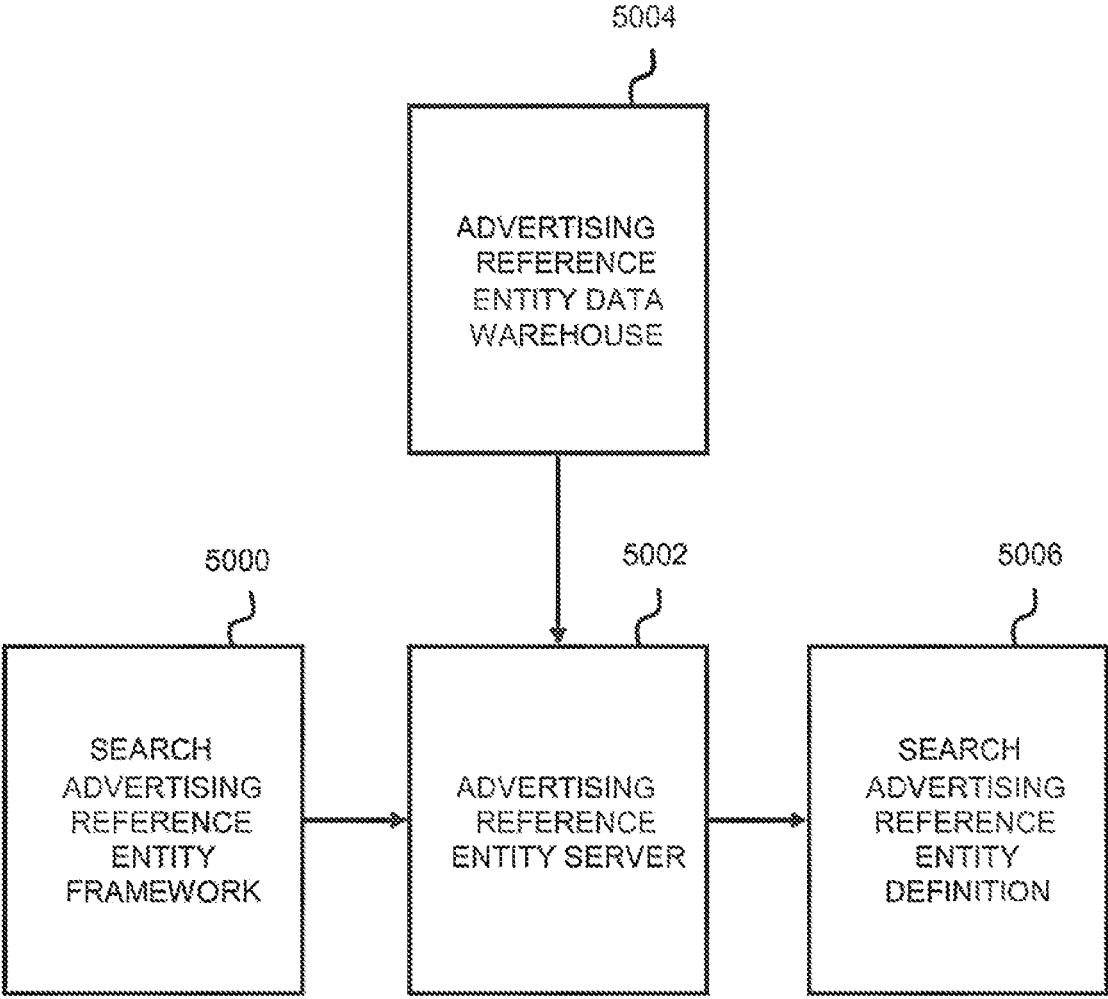 5004
ADVERTISING
REFERENCE
ENTITY DATA
WAREHOUSE
5000
5002
5006
SEARCH
ADVERTISING
REFERENCE
ENTITY
FRAMEWORK
ADVERTISING
REFERENCE
ENTITY SERVER
SEARCH
ADVERTISING
REFERENCE
ENTITY
DEFINITION